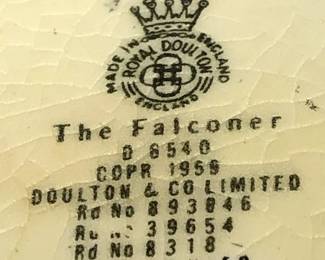 MADE IN ENGLAND
ROYAL DOULTON
ENGLAND
The Falconer
D 6540
COPR 1959
DOULTON & CO LIMITED
Rd No 893846
39654
Rd No 8318